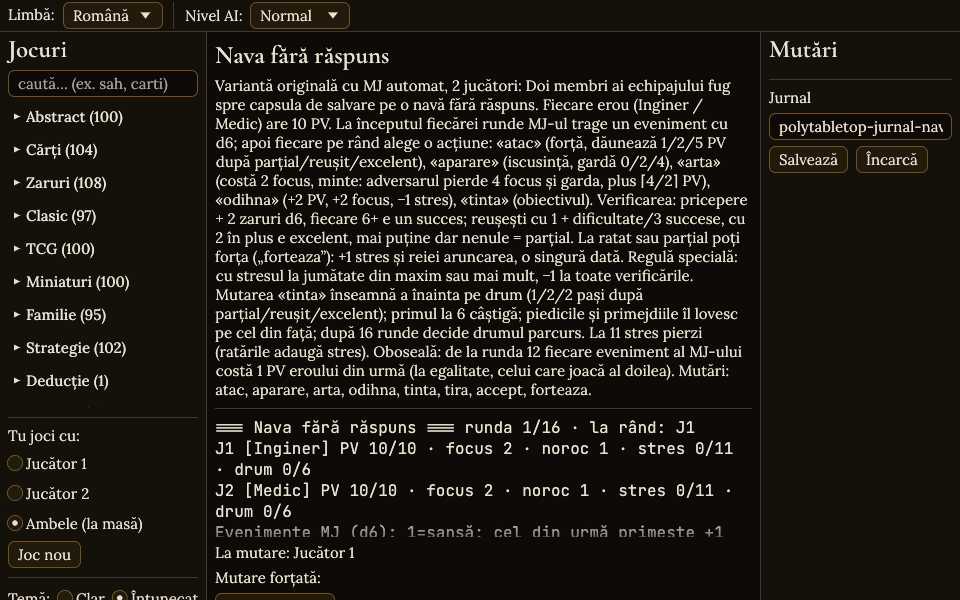 Limbă: Română ▼ Nivel AI: Normal ▼
Jocuri
caută... (ex. sah, carti)
▸ Abstract (100)
▸ Cărți (104)
▸ Zaruri (108)
▸ Clasic (97)
▸ TCG (100)
▸ Miniaturi (100)
▸ Familie (95)
▸ Strategie (102)
▸ Deducție (1)
Tu joci cu:
Jucător 1
Jucător 2
Ambele (la masă)
Joc nou
Temă: Clar Întunecat
Nava fără răspuns
Variantă originală cu MJ automat, 2 jucători: Doi membri ai echipajului fug
spre capsula de salvare pe o navă fără răspuns. Fiecare erou (Inginer /
Medic) are 10 PV. La începutul fiecărei runde MJ-ul trage un eveniment cu
d6; apoi fiecare pe rând alege o acțiune: «atac» (forță, dăunează 1/2/5 PV
după parțial/reușit/excelent), «aparare» (iscusință, gardă 0/2/4), «arta»
(costă 2 focus, minte: adversarul pierde 4 focus și garda, plus ⌈4/2⌉ PV),
«odihna» (+2 PV, +2 focus, −1 stres), «tinta» (obiectivul). Verificarea: pricepere
+ 2 zaruri d6, fiecare 6+ e un succes; reușești cu 1 + dificultate/3 succese, cu
2 în plus e excelent, mai puține dar nenule = parțial. La ratat sau parțial poți
forța („forteaza”): +1 stres și reiei aruncarea, o singură dată. Regulă specială:
cu stresul la jumătate din maxim sau mai mult, −1 la toate verificările.
Mutarea «tinta» înseamnă a înainta pe drum (1/2/2 pași după
parțial/reușit/excelent); primul la 6 câștigă; piedicile și primejdiile îl lovesc
pe cel din față; după 16 runde decide drumul parcurs. La 11 stres pierzi
(ratările adaugă stres). Oboseală: de la runda 12 fiecare eveniment al MJ-ului
costă 1 PV eroului din urmă (la egalitate, celui care joacă al doilea). Mutări:
atac, aparare, arta, odihna, tinta, tira, accept, forteaza.
═══ Nava fără răspuns ═══ runda 1/16 · la rând: J1
J1 [Inginer] PV 10/10 · focus 2 · noroc 1 · stres 0/11
· drum 0/6
J2 [Medic] PV 10/10 · focus 2 · noroc 1 · stres 0/11 ·
drum 0/6
Evenimente MJ (d6): 1=sansă: cel din urmă primește +1
La mutare: Jucător 1
Mutare forțată:
Mutări
Jurnal
polytabletop-jurnal-nav
Salvează Încarcă